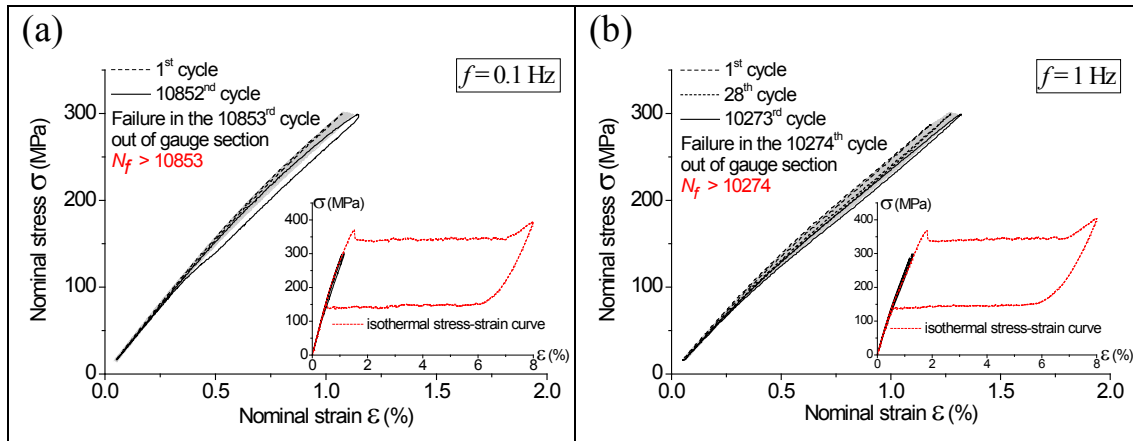 (a)
1st cycle
10852nd cycle
Failure in the 10853rd cycle
out of gauge section
Nf > 10853
f = 0.1 Hz
Nominal stress σ (MPa)
300
200
100
0
0.0 0.5 1.0 1.5 2.0
Nominal strain ε (%)
σ (MPa)
400
300
200
100
0
0 2 4 6 8
ε (%)
isothermal stress-strain curve
(b)
1st cycle
28th cycle
10273rd cycle
Failure in the 10274th cycle
out of gauge section
Nf > 10274
f = 1 Hz
Nominal stress σ (MPa)
300
200
100
0
0.0 0.5 1.0 1.5 2.0
Nominal strain ε (%)
σ (MPa)
400
300
200
100
0
0 2 4 6 8
ε (%)
isothermal stress-strain curve